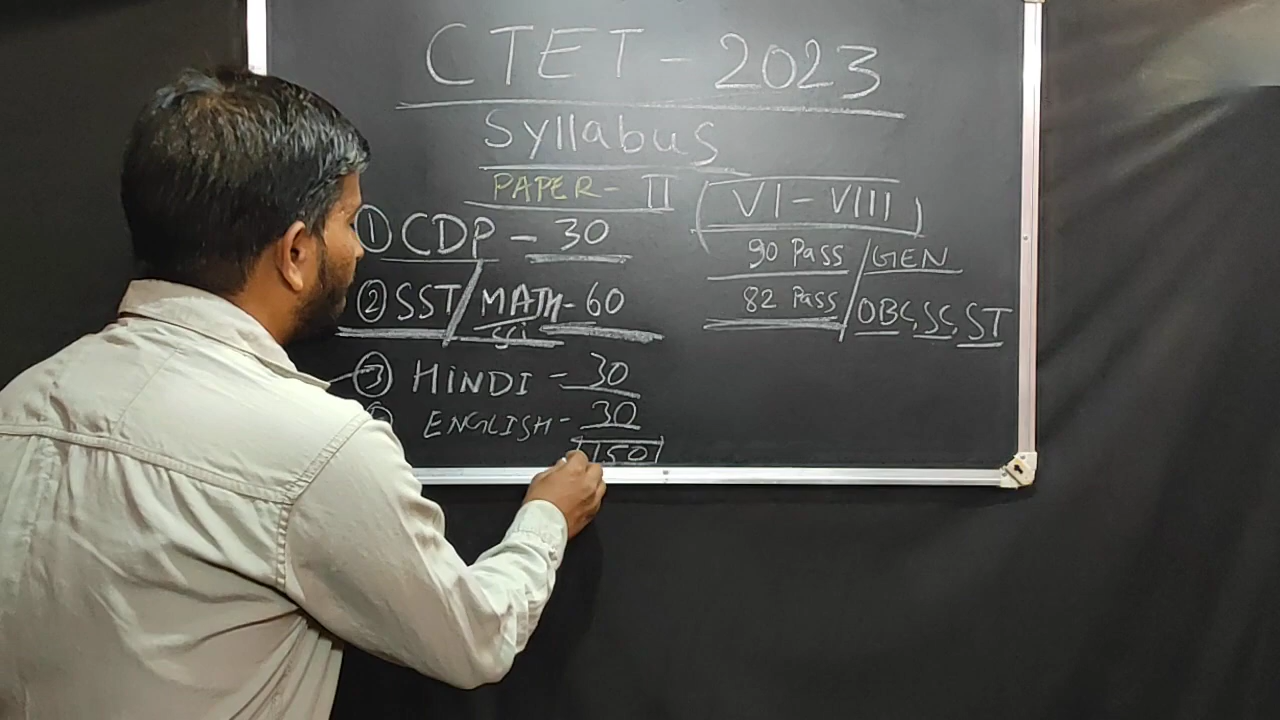 CTET - 2023
Syllabus
PAPER - II
VI - VIII
① CDP - 30
90 Pass / GEN
② SST / MATH - 60
Sci
82 Pass / OBC, SC, ST
③ HINDI - 30
ENGLISH - 30
150